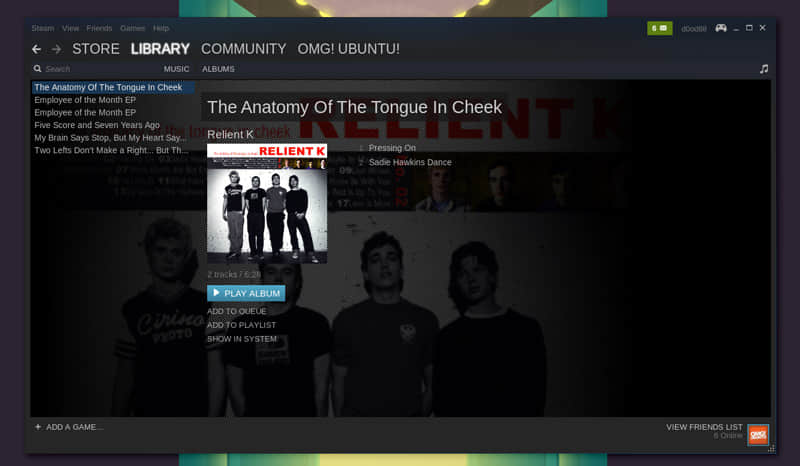 Steam View Friends Games Help
6
d0od88
STORE LIBRARY COMMUNITY OMG! UBUNTU!
Search
MUSIC
ALBUMS
The Anatomy Of The Tongue In Cheek
Employee of the Month EP
Employee of the Month EP
Five Score and Seven Years Ago
My Brain Says Stop, But My Heart Say...
Two Lefts Don't Make a Right... But Th...
The Anatomy Of The Tongue In Cheek
RELIENT K
Relient K
RELIENT K
Pressing On
Sadie Hawkins Dance
2 tracks / 6:28
PLAY ALBUM
ADD TO QUEUE
ADD TO PLAYLIST
SHOW IN SYSTEM
+ ADD A GAME...
VIEW FRIENDS LIST
6 Online